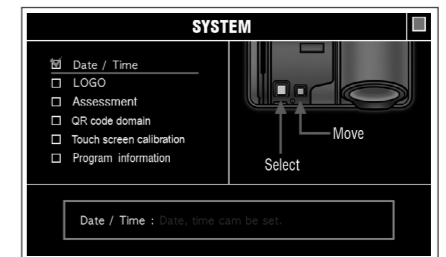 SYSTEM
Date / Time
LOGO
Assessment
QR code domain
Touch screen calibration
Program information
Move
Select
Date / Time : Date, time cam be set.